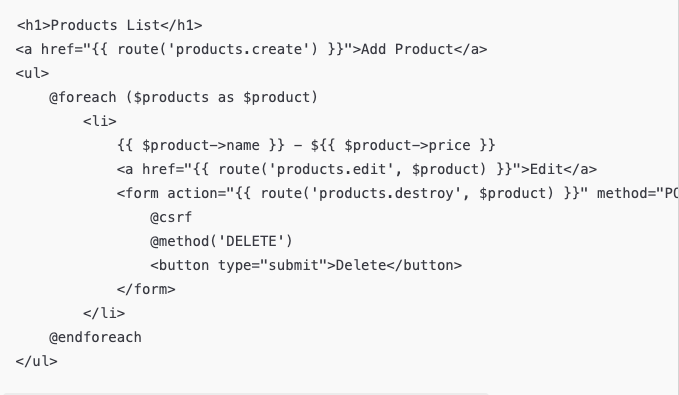 <h1>Products List</h1>
<a href="{{ route('products.create') }}">Add Product</a>
<ul>
    @foreach ($products as $product)
        <li>
            {{ $product->name }} - ${{ $product->price }}
            <a href="{{ route('products.edit', $product) }}">Edit</a>
            <form action="{{ route('products.destroy', $product) }}" method="PO
                @csrf
                @method('DELETE')
                <button type="submit">Delete</button>
            </form>
        </li>
    @endforeach
</ul>